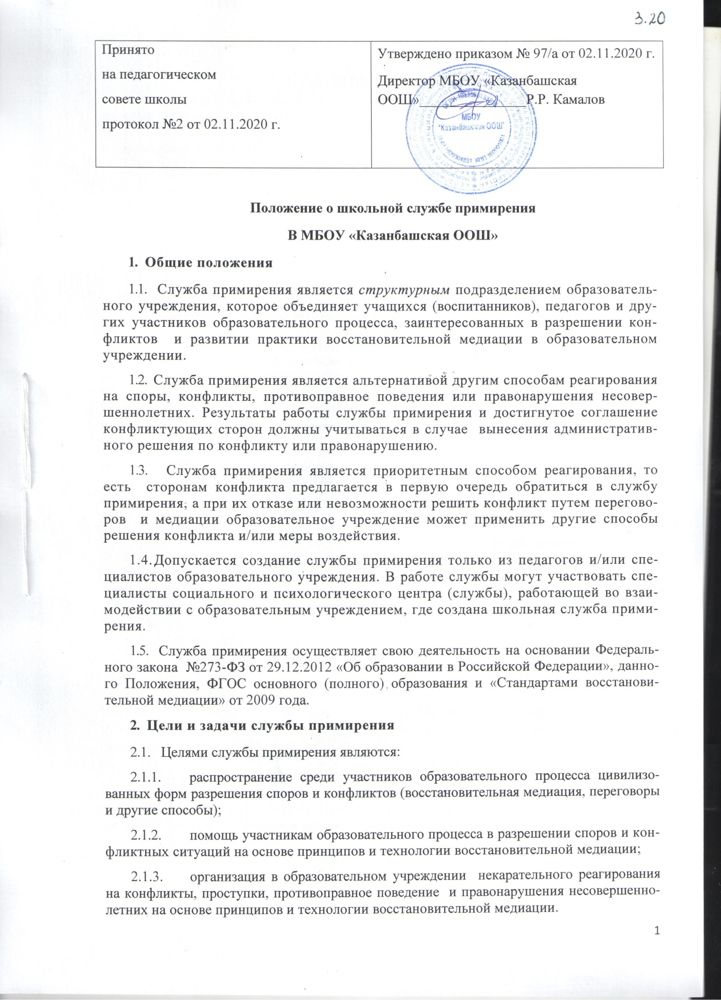 3.20
Принято
на педагогическом
совете школы
протокол №2 от 02.11.2020 г.
Утверждено приказом № 97/а от 02.11.2020 г.
Директор МБОУ «Казанбашская
ООШ»_______________Р.Р. Камалов
МБОУ
"Казанбашская ООШ"
Положение о школьной службе примирения
В МБОУ «Казанбашская ООШ»
1. Общие положения
1.1. Служба примирения является структурным подразделением образователь-
ного учреждения, которое объединяет учащихся (воспитанников), педагогов и дру-
гих участников образовательного процесса, заинтересованных в разрешении кон-
фликтов и развитии практики восстановительной медиации в образовательном
учреждении.
1.2. Служба примирения является альтернативой другим способам реагирования
на споры, конфликты, противоправное поведения или правонарушения несовер-
шеннолетних. Результаты работы службы примирения и достигнутое соглашение
конфликтующих сторон должны учитываться в случае вынесения административ-
ного решения по конфликту или правонарушению.
1.3. Служба примирения является приоритетным способом реагирования, то
есть сторонам конфликта предлагается в первую очередь обратиться в службу
примирения, а при их отказе или невозможности решить конфликт путем перегово-
ров и медиации образовательное учреждение может применить другие способы
решения конфликта и/или меры воздействия.
1.4.Допускается создание службы примирения только из педагогов и/или спе-
циалистов образовательного учреждения. В работе службы могут участвовать спе-
циалисты социального и психологического центра (службы), работающей во взаи-
модействии с образовательным учреждением, где создана школьная служба прими-
рения.
1.5. Служба примирения осуществляет свою деятельность на основании Федераль-
ного закона №273-ФЗ от 29.12.2012 «Об образовании в Российской Федерации», данно-
го Положения, ФГОС основного (полного) образования и «Стандартами восстанови-
тельной медиации» от 2009 года.
2. Цели и задачи службы примирения
2.1. Целями службы примирения являются:
2.1.1. распространение среди участников образовательного процесса цивилизо-
ванных форм разрешения споров и конфликтов (восстановительная медиация, переговоры
и другие способы);
2.1.2. помощь участникам образовательного процесса в разрешении споров и кон-
фликтных ситуаций на основе принципов и технологии восстановительной медиации;
2.1.3. организация в образовательном учреждении некарательного реагирования
на конфликты, проступки, противоправное поведение и правонарушения несовершенно-
летних на основе принципов и технологии восстановительной медиации.
1